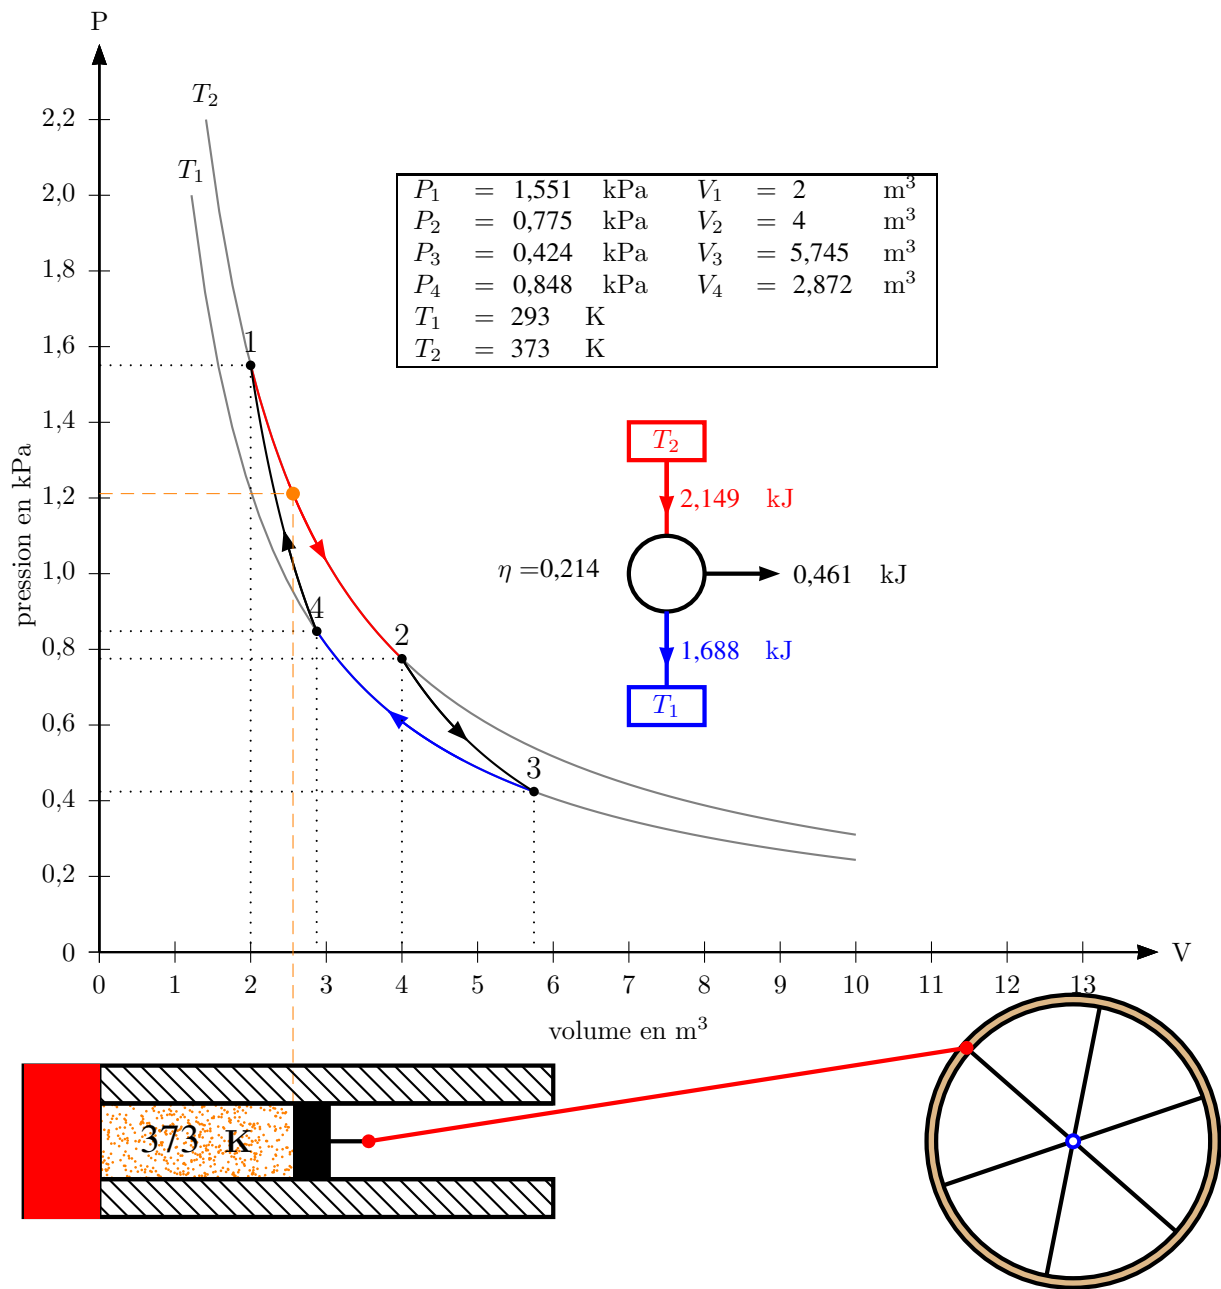 P
T₂
T₁
2,2
2,0
1,8
1,6
1,4
1,2
1,0
0,8
0,6
0,4
0,2
0
pression en kPa
P₁ = 1,551 kPa V₁ = 2 m³
P₂ = 0,775 kPa V₂ = 4 m³
P₃ = 0,424 kPa V₃ = 5,745 m³
P₄ = 0,848 kPa V₄ = 2,872 m³
T₁ = 293 K
T₂ = 373 K
1
4
2
3
T₂
2,149 kJ
η =0,214
0,461 kJ
1,688 kJ
T₁
V
0 1 2 3 4 5 6 7 8 9 10 11 12 13
volume en m³
373 K